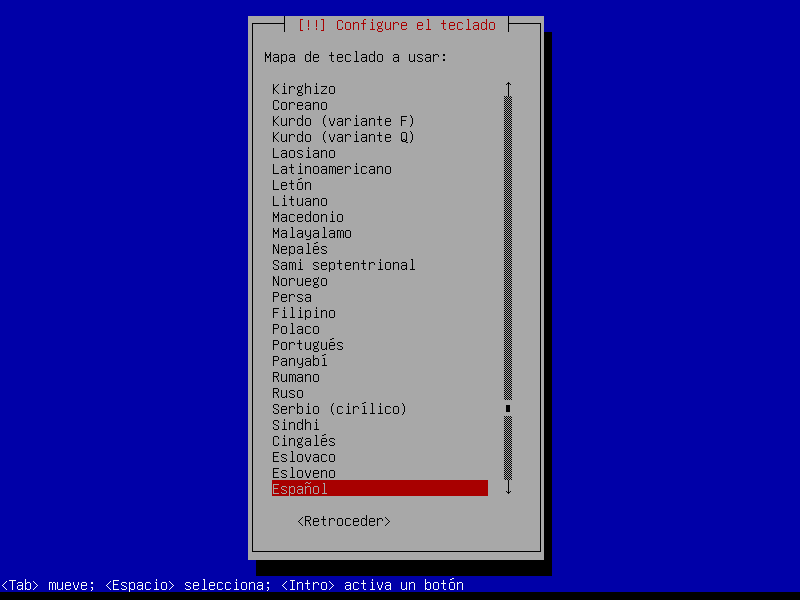 [!!] Configure el teclado
Mapa de teclado a usar:
Kirghizo
Coreano
Kurdo (variante F)
Kurdo (variante Q)
Laosiano
Latinoamericano
Letón
Lituano
Macedonio
Malayalamo
Nepalés
Sami septentrional
Noruego
Persa
Filipino
Polaco
Portugués
Panyabí
Rumano
Ruso
Serbio (cirílico)
Sindhi
Cingalés
Eslovaco
Esloveno
Español
<Retroceder>
<Tab> mueve; <Espacio> selecciona; <Intro> activa un botón